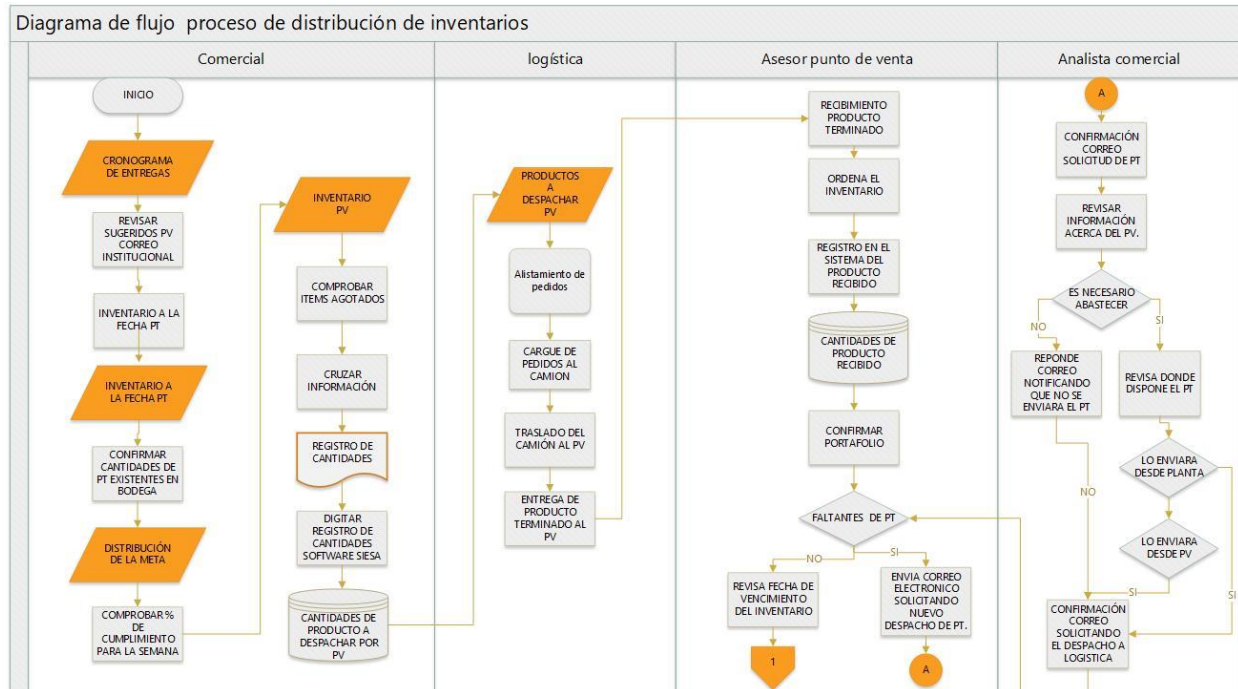 Diagrama de flujo proceso de distribución de inventarios
Comercial
INICIO
CRONOGRAMA
DE ENTREGAS
REVISAR
SUGERIDOS PV
CORREO
INSTITUCIONAL
INVENTARIO A LA
FECHA PT
INVENTARIO A
LA FECHA PT
CONFIRMAR
CANTIDADES DE
PT EXISTENTES EN
BODEGA
DISTRIBUCIÓN
DE LA META
COMPROBAR %
DE
CUMPLIMIENTO
PARA LA SEMANA
INVENTARIO
PV
COMPROBAR
ITEMS AGOTADOS
CRUZAR
INFORMACIÓN
REGISTRO DE
CANTIDADES
DIGITAR
REGISTRO DE
CANTIDADES
SOFTWARE SIESA
CANTIDADES DE
PRODUCTO A
DESPACHAR POR
PV
logística
PRODUCTOS
A
DESPACHAR
PV
Alistamiento de
pedidos
CARGUE DE
PEDIDOS AL
CAMION
TRASLADO DEL
CAMIÓN AL PV
ENTREGA DE
PRODUCTO
TERMINADO AL
PV
Asesor punto de venta
RECIBIMIENTO
PRODUCTO
TERMINADO
ORDENA EL
INVENTARIO
REGISTRO EN EL
SISTEMA DEL
PRODUCTO
RECIBIDO
CANTIDADES DE
PRODUCTO
RECIBIDO
CONFIRMAR
PORTAFOLIO
FALTANTES DE PT
NO
SI
REVISA FECHA DE
VENCIMIENTO
DEL INVENTARIO
1
ENVIA CORREO
ELECTRONICO
SOLICITANDO
NUEVO
DESPACHO DE PT.
A
Analista comercial
A
CONFIRMACIÓN
CORREO
SOLICITUD DE PT
REVISAR
INFORMACIÓN
ACERCA DEL PV.
ES NECESARIO
ABASTECER
NO
SI
REPONDE
CORREO
NOTIFICANDO
QUE NO SE
ENVIARA EL PT
REVISA DONDE
DISPONE EL PT
LO ENVIARA
DESDE PLANTA
NO
LO ENVIARA
DESDE PV
SI
SI
CONFIRMACIÓN
CORREO
SOLICITANDO
EL DESPACHO A
LOGISTICA